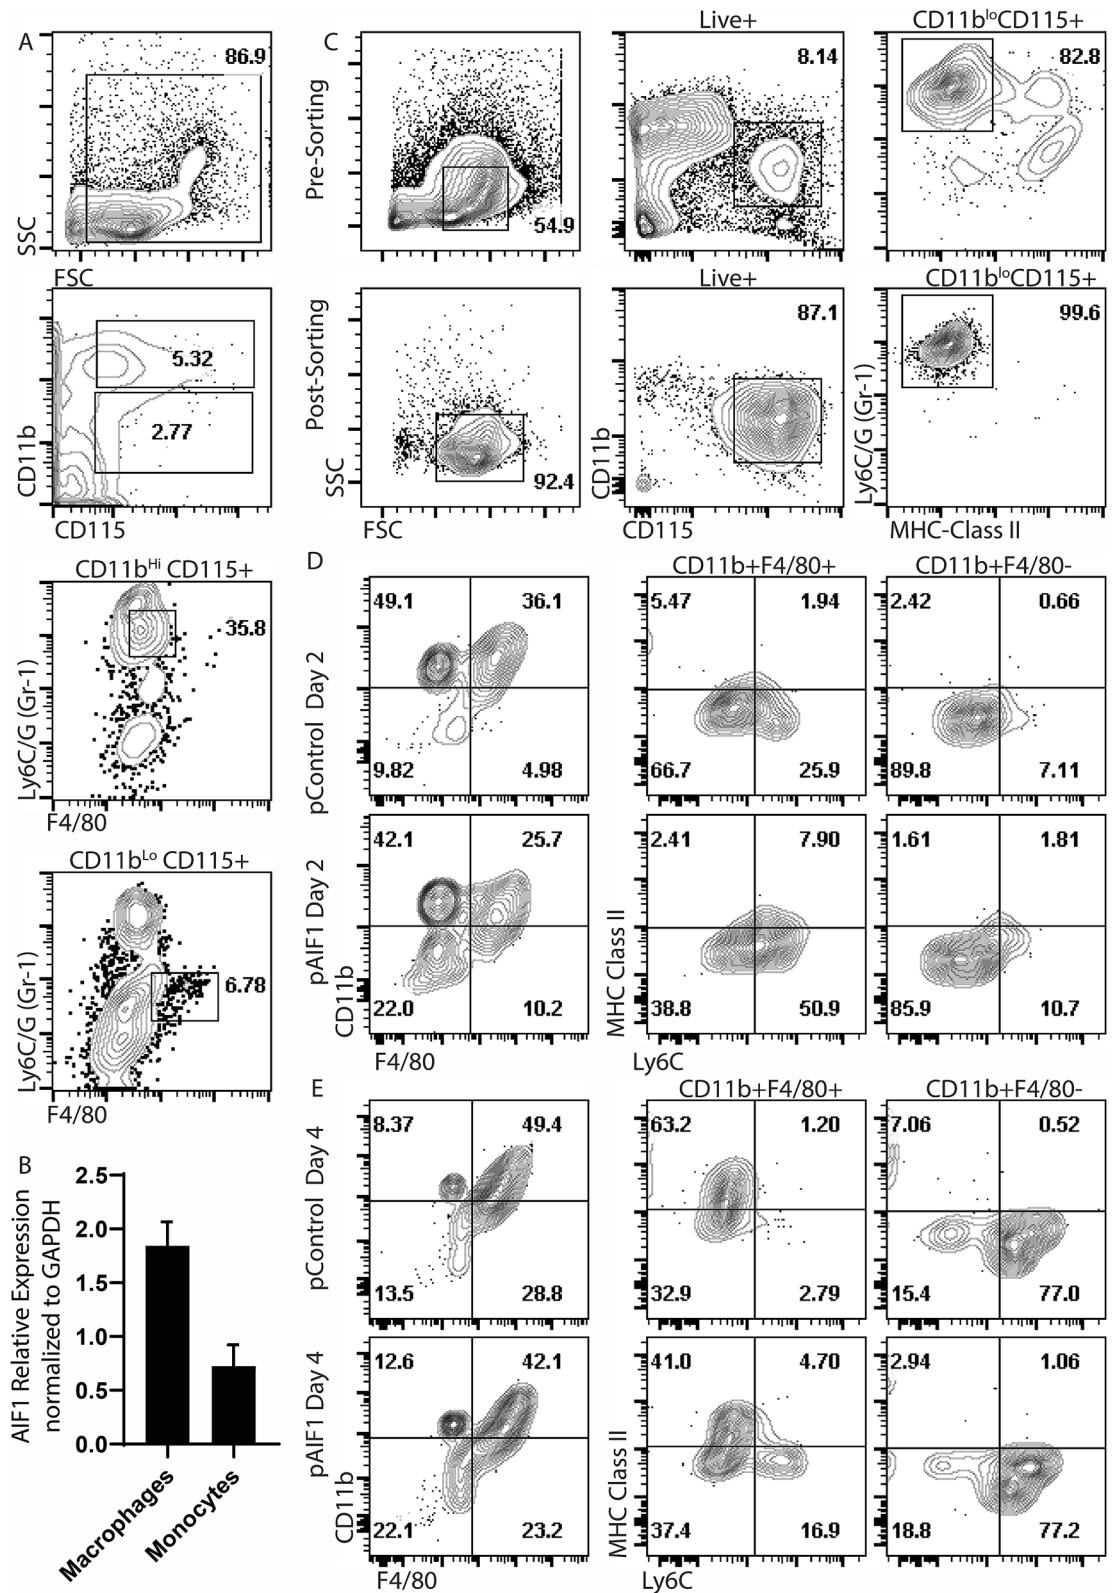 A
86.9
SSC
FSC
5.32
2.77
CD11b
CD115
CD11bHi CD115+
35.8
Ly6C/G (Gr-1)
F4/80
CD11bLo CD115+
6.78
Ly6C/G (Gr-1)
F4/80
B
AIF1 Relative Expression
normalized to GAPDH
2.5
2.0
1.5
1.0
0.5
0.0
Macrophages
Monocytes
C
Live+
CD11bloCD115+
Pre-Sorting
54.9
8.14
82.8
Live+
CD11bloCD115+
Post-Sorting
92.4
87.1
99.6
SSC
FSC
CD11b
CD115
Ly6C/G (Gr-1)
MHC-Class II
D
CD11b+F4/80+
CD11b+F4/80-
pControl Day 2
49.1 36.1
9.82 4.98
5.47 1.94
66.7 25.9
2.42 0.66
89.8 7.11
pAIF1 Day 2
42.1 25.7
22.0 10.2
2.41 7.90
38.8 50.9
1.61 1.81
85.9 10.7
CD11b
F4/80
MHC Class II
Ly6C
E
CD11b+F4/80+
CD11b+F4/80-
pControl Day 4
8.37 49.4
13.5 28.8
63.2 1.20
32.9 2.79
7.06 0.52
15.4 77.0
pAIF1 Day 4
12.6 42.1
22.1 23.2
41.0 4.70
37.4 16.9
2.94 1.06
18.8 77.2
CD11b
F4/80
MHC Class II
Ly6C